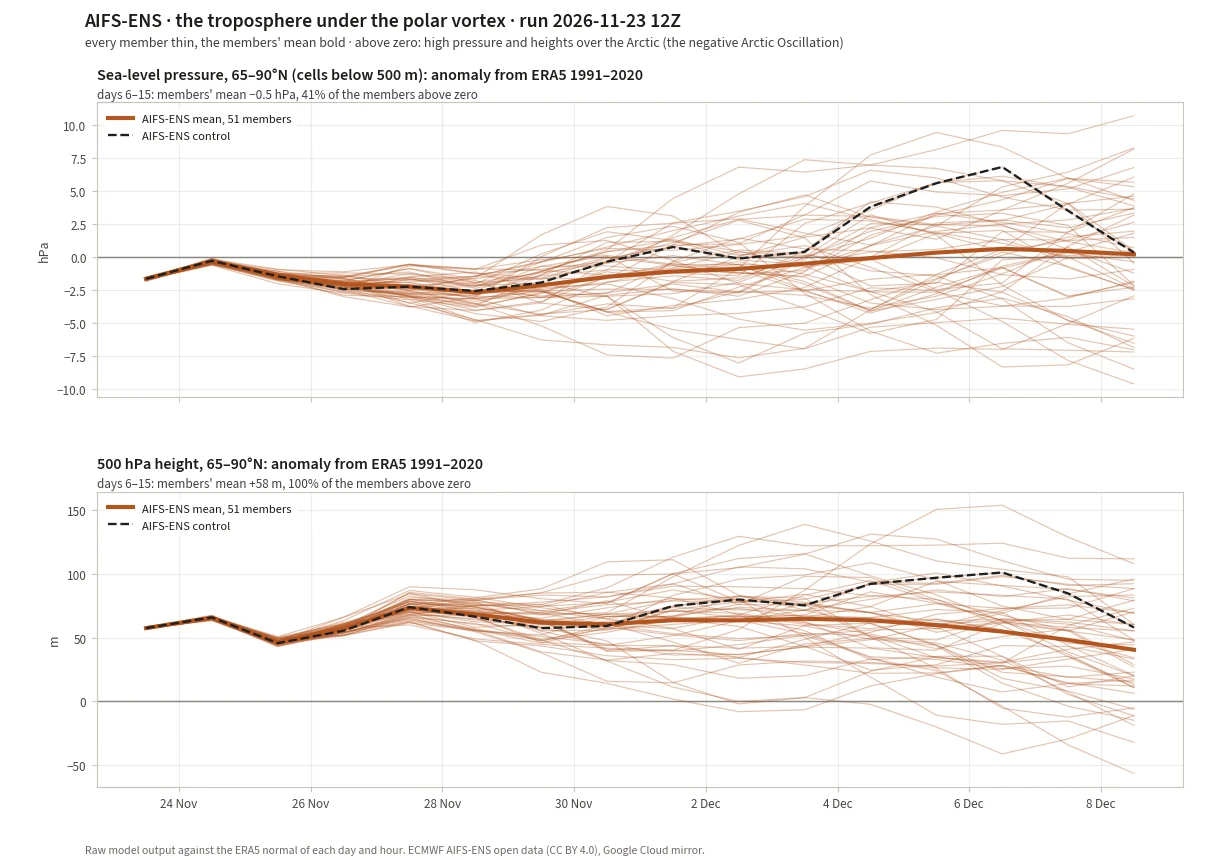 AIFS-ENS · the troposphere under the polar vortex · run 2026-11-23 12Z
every member thin, the members' mean bold · above zero: high pressure and heights over the Arctic (the negative Arctic Oscillation)
Sea-level pressure, 65–90°N (cells below 500 m): anomaly from ERA5 1991–2020
days 6–15: members' mean −0.5 hPa, 41% of the members above zero
AIFS-ENS mean, 51 members
AIFS-ENS control
10.0
7.5
5.0
2.5
0.0
−2.5
−5.0
−7.5
−10.0
hPa
500 hPa height, 65–90°N: anomaly from ERA5 1991–2020
days 6–15: members' mean +58 m, 100% of the members above zero
AIFS-ENS mean, 51 members
AIFS-ENS control
150
100
50
0
−50
m
24 Nov 26 Nov 28 Nov 30 Nov 2 Dec 4 Dec 6 Dec 8 Dec
Raw model output against the ERA5 normal of each day and hour. ECMWF AIFS-ENS open data (CC BY 4.0), Google Cloud mirror.